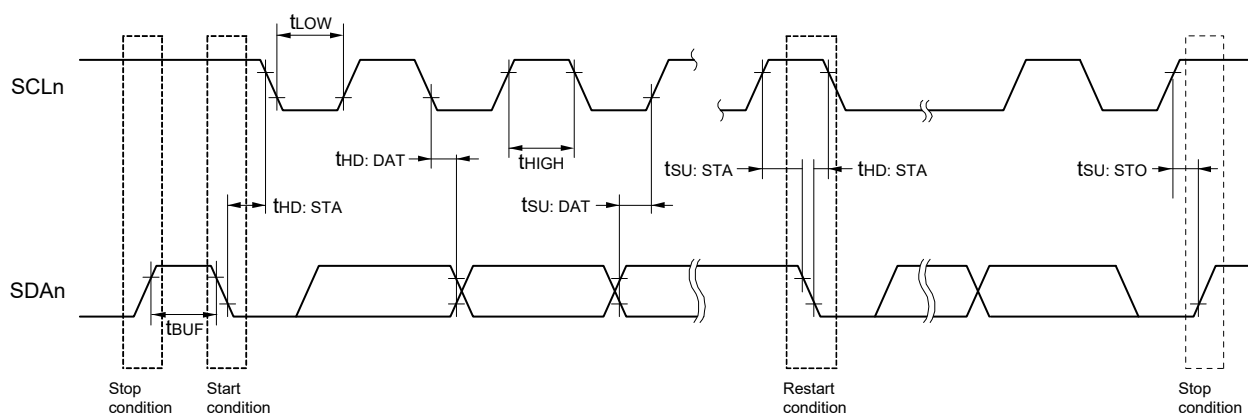 tLOW
SCLn
tHD: DAT
tHIGH
tSU: STA
tHD: STA
tSU: STO
tHD: STA
tSU: DAT
SDAn
tBUF
Stop
condition
Start
condition
Restart
condition
Stop
condition